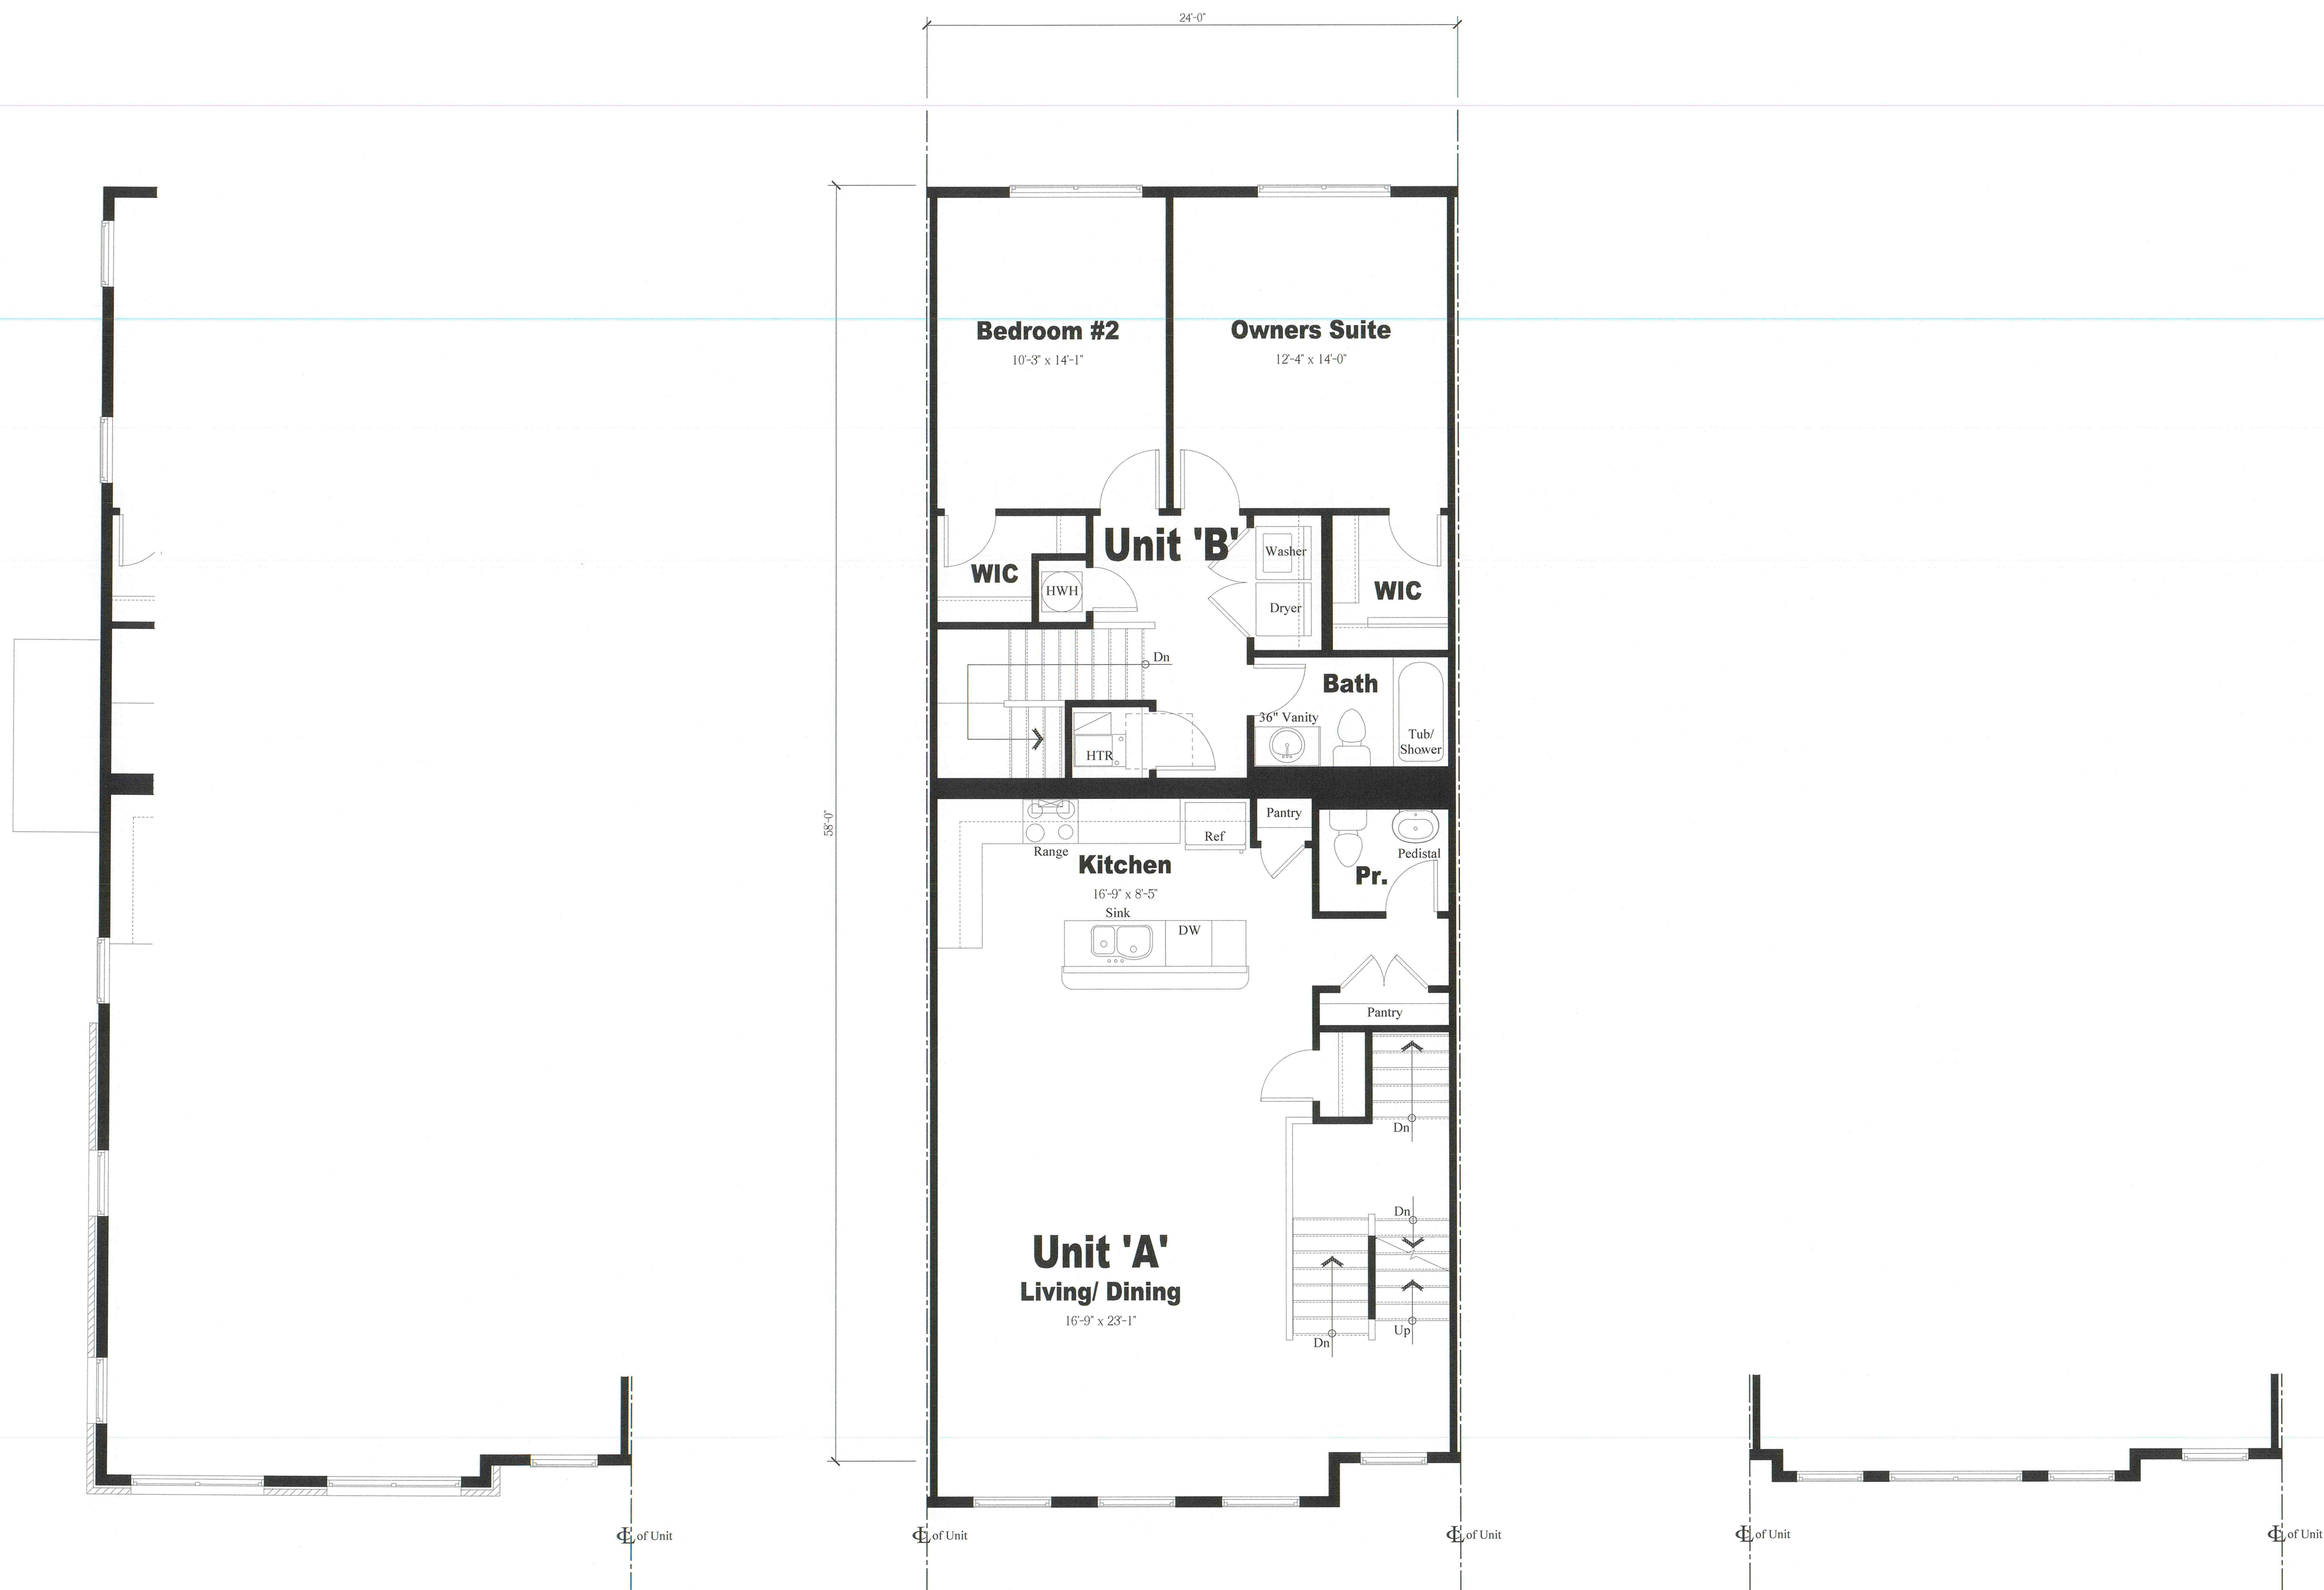 24'-0"
58'-0"
Bedroom #2
10'-3" x 14'-1"
Owners Suite
12'-4" x 14'-0"
Unit 'B'
WIC
HWH
Washer
Dryer
WIC
Dn
HTR
Bath
36" Vanity
Tub/
Shower
Range
Ref
Pantry
Kitchen
16'-9" x 8'-5"
Sink
DW
Pedistal
Pr.
Pantry
Dn
Dn
Unit 'A'
Living/ Dining
16'-9" x 23'-1"
Dn
Up
℄ of Unit
℄ of Unit
℄ of Unit
℄ of Unit
℄ of Unit